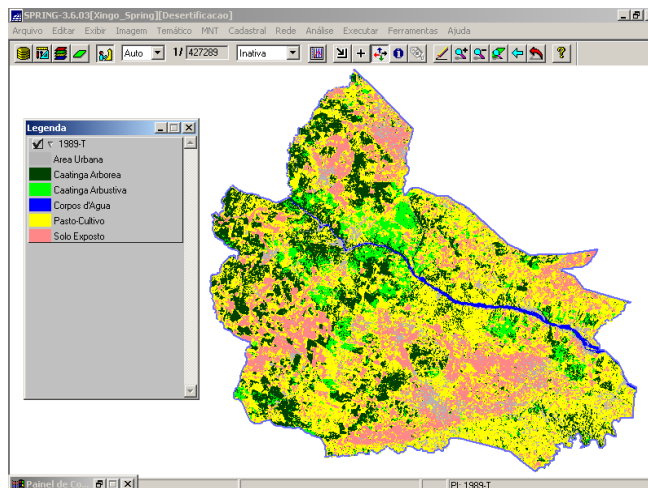 SPRING-3.6.03[Xingo_Spring][Desertificacao]
Arquivo Editar Exibir Imagem Temático MNT Cadastral Rede Análise Executar Ferramentas Ajuda
Auto 1/ 427289 Inativa
Legenda
1989-T
Area Urbana
Caatinga Arborea
Caatinga Arbustiva
Corpos d'Agua
Pasto-Cultivo
Solo Exposto
Painel de Co... PI: 1989-T